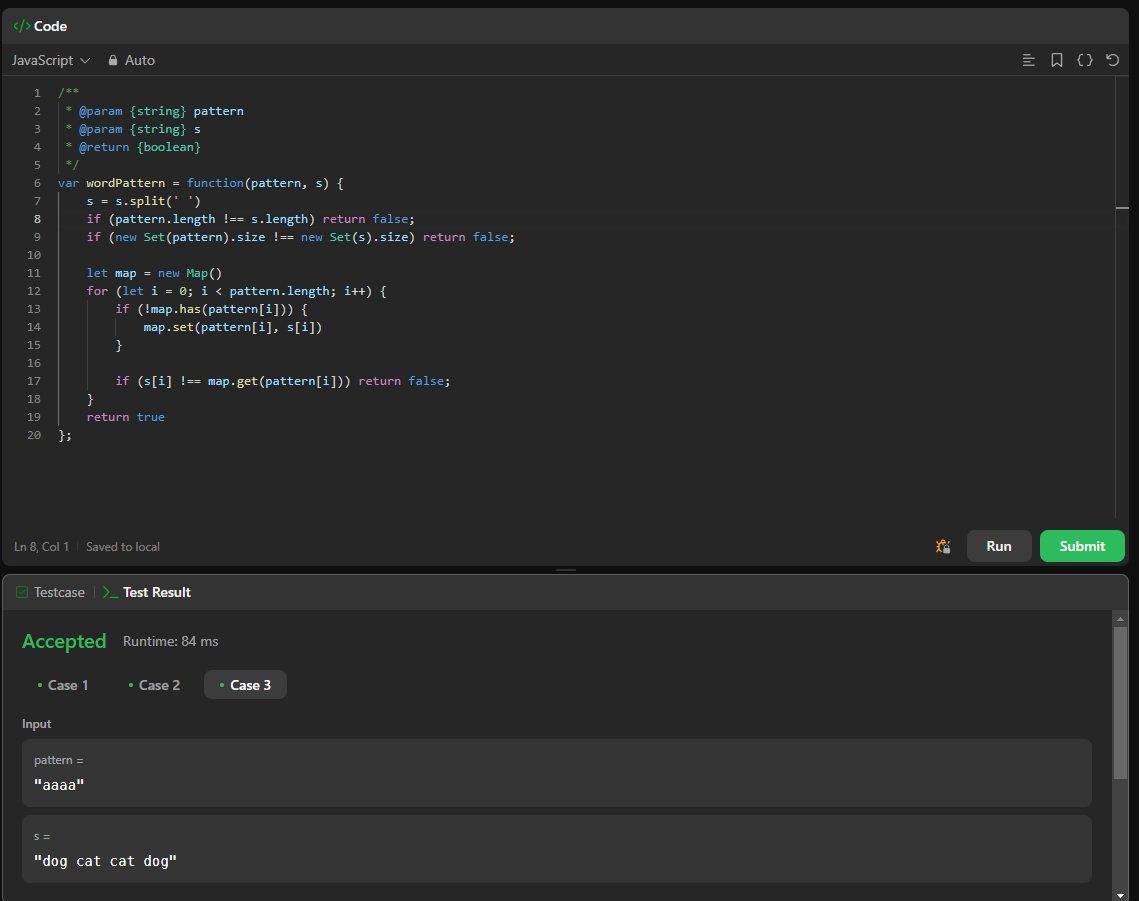 </> Code
JavaScript Auto
1 /**
2 * @param {string} pattern
3 * @param {string} s
4 * @return {boolean}
5 */
6 var wordPattern = function(pattern, s) {
7 s = s.split(' ')
8 if (pattern.length !== s.length) return false;
9 if (new Set(pattern).size !== new Set(s).size) return false;
10
11 let map = new Map()
12 for (let i = 0; i < pattern.length; i++) {
13 if (!map.has(pattern[i])) {
14 map.set(pattern[i], s[i])
15 }
16
17 if (s[i] !== map.get(pattern[i])) return false;
18 }
19 return true
20 };
Ln 8, Col 1 Saved to local Run Submit
Testcase >_ Test Result
Accepted Runtime: 84 ms
• Case 1 • Case 2 • Case 3
Input
pattern =
"aaaa"
s =
"dog cat cat dog"